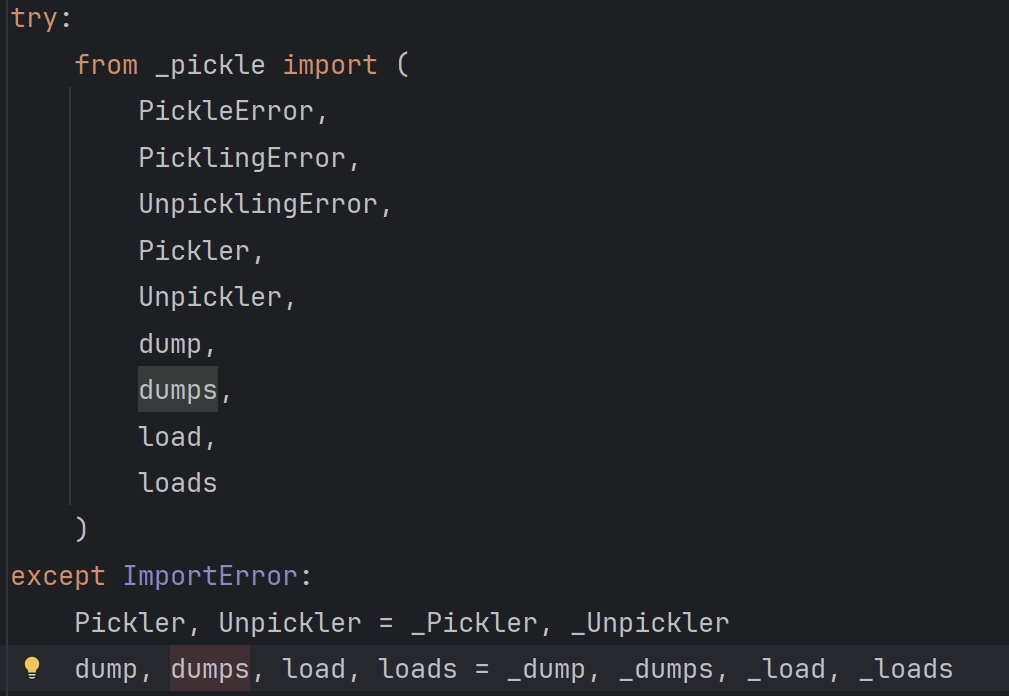 try:
    from _pickle import (
        PickleError,
        PicklingError,
        UnpicklingError,
        Pickler,
        Unpickler,
        dump,
        dumps,
        load,
        loads
    )
except ImportError:
    Pickler, Unpickler = _Pickler, _Unpickler
    dump, dumps, load, loads = _dump, _dumps, _load, _loads